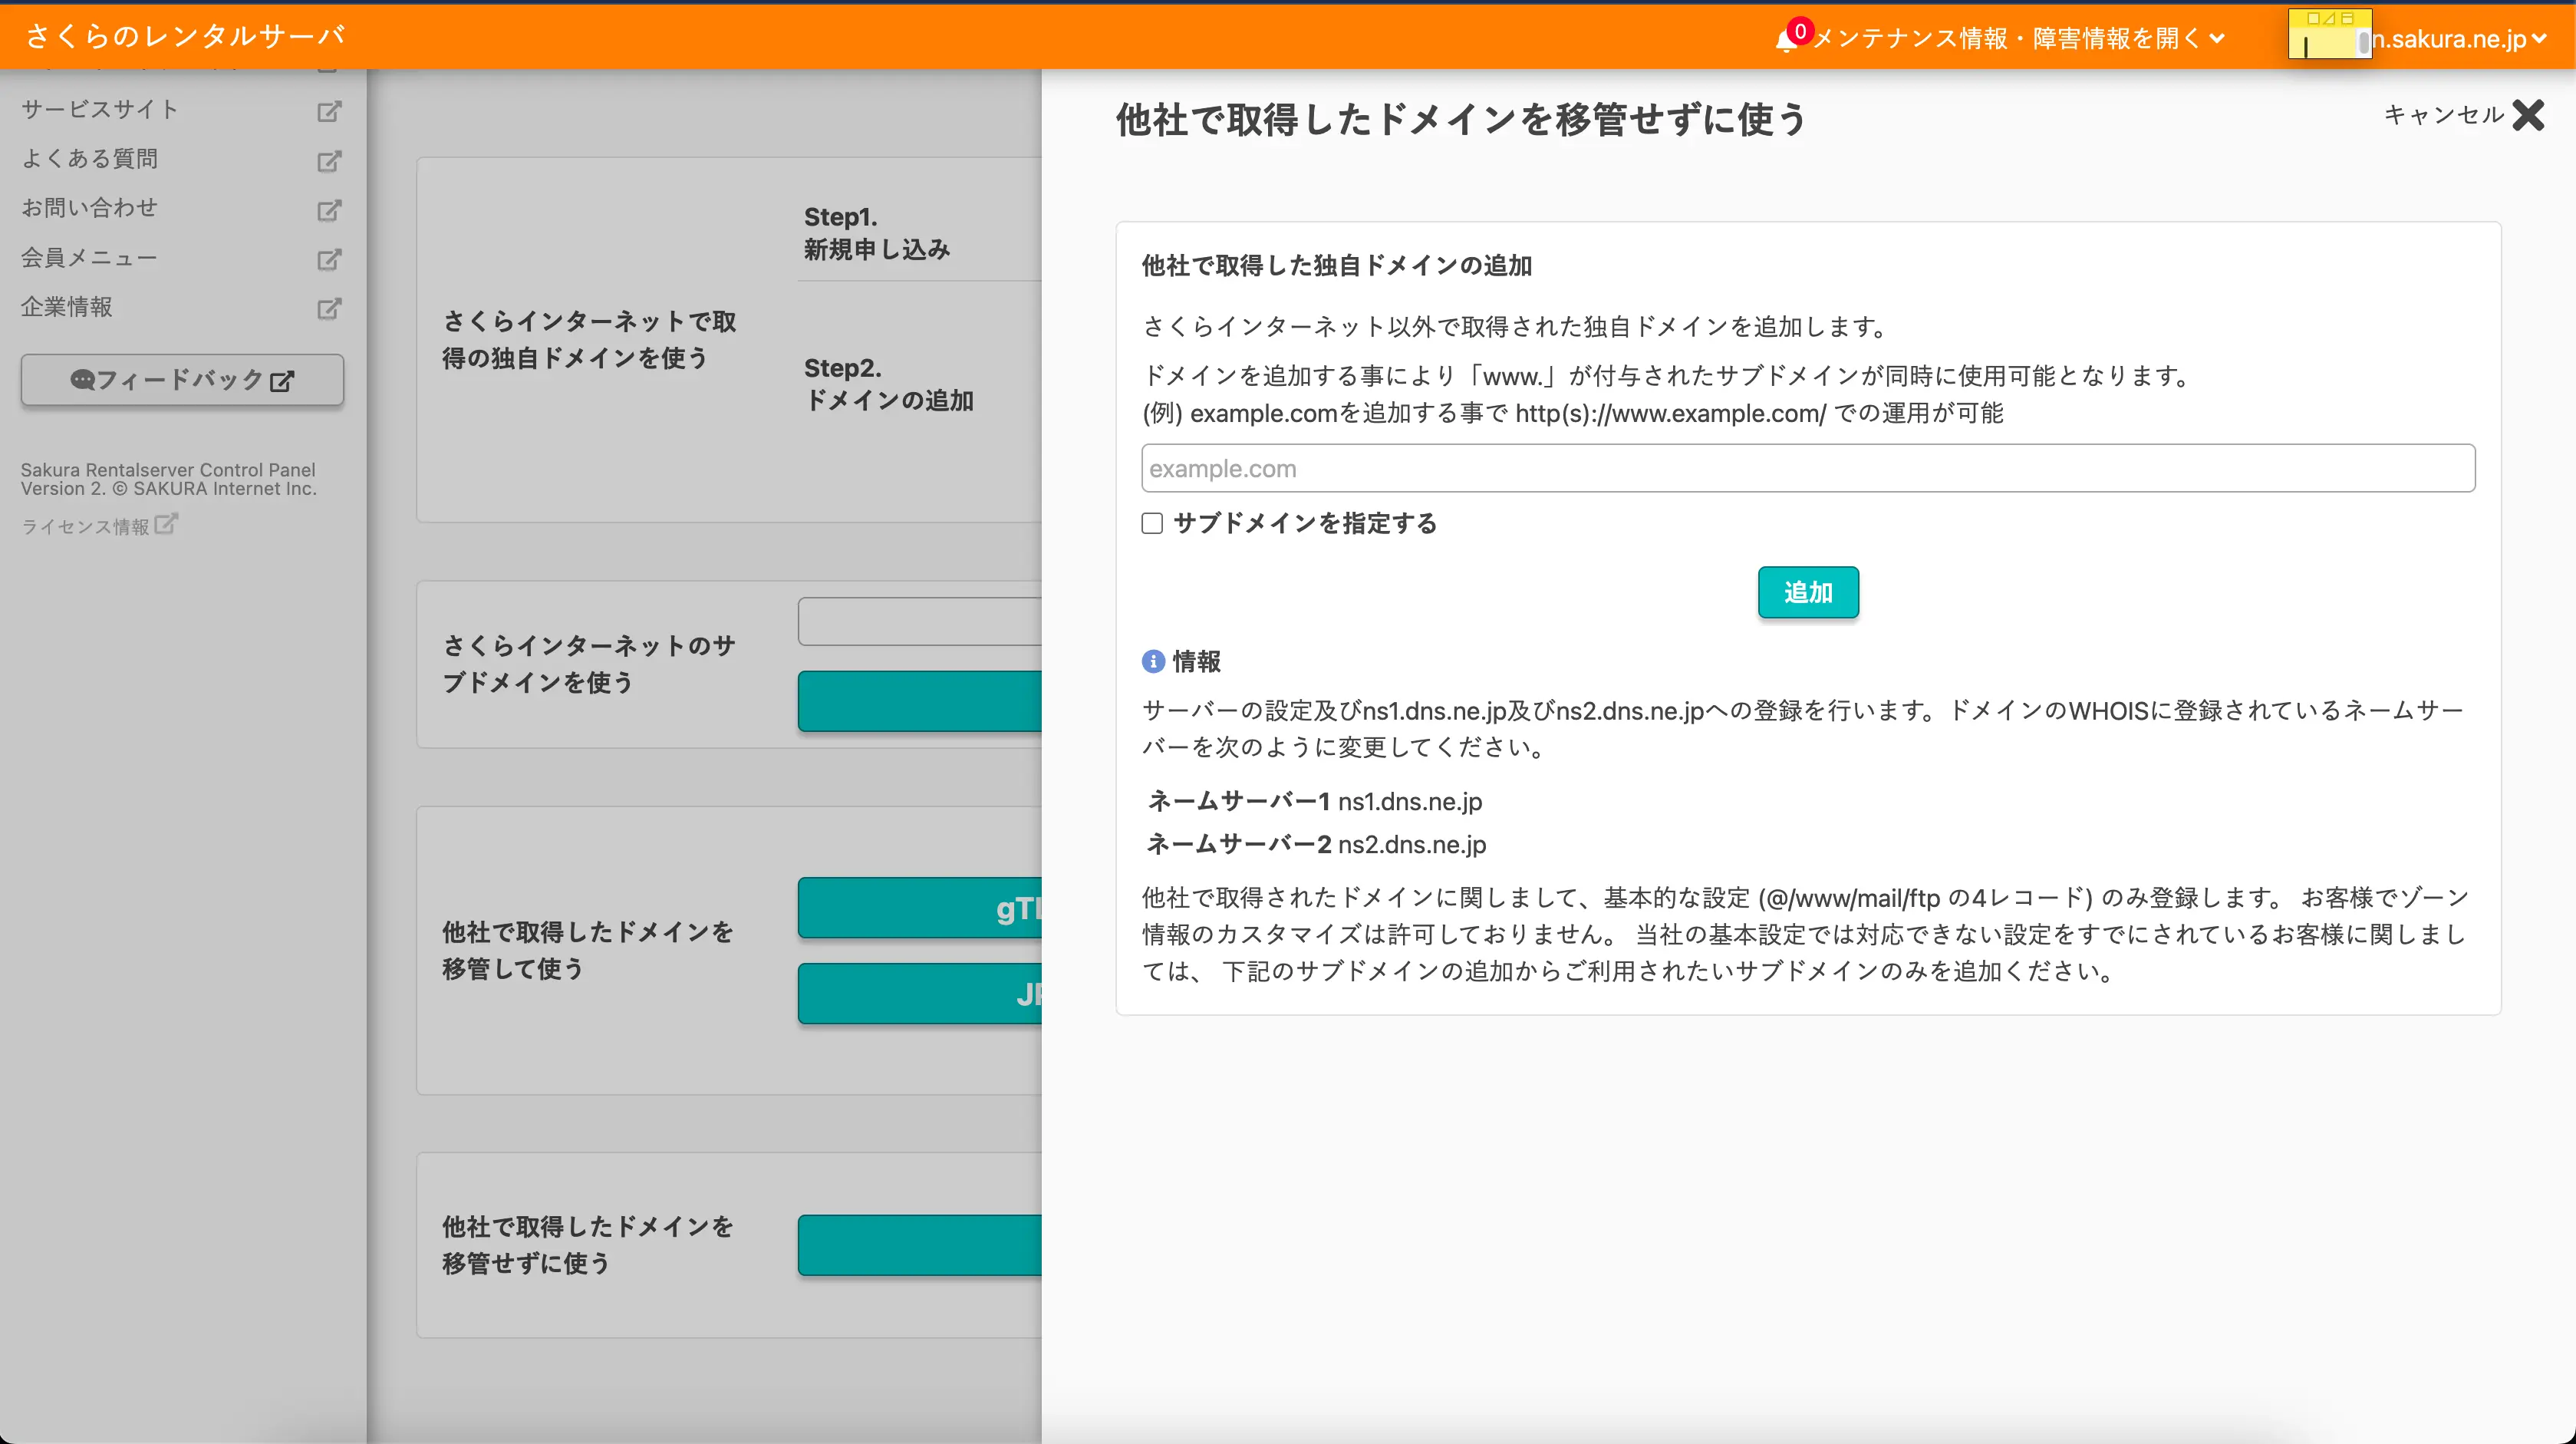 さくらのレンタルサーバ
0
メンテナンス情報・障害情報を開く
n.sakura.ne.jp
サービスサイト
よくある質問
お問い合わせ
会員メニュー
企業情報
フィードバック
Sakura Rentalserver Control Panel
Version 2. © SAKURA Internet Inc.
ライセンス情報
さくらインターネットで取
得の独自ドメインを使う
Step1.
新規申し込み
Step2.
ドメインの追加
さくらインターネットのサ
ブドメインを使う
他社で取得したドメインを
移管して使う
gTL
JP
他社で取得したドメインを
移管せずに使う
他社で取得したドメインを移管せずに使う
キャンセル
他社で取得した独自ドメインの追加
さくらインターネット以外で取得された独自ドメインを追加します。
ドメインを追加する事により「www.」が付与されたサブドメインが同時に使用可能となります。
(例) example.comを追加する事で http(s)://www.example.com/ での運用が可能
example.com
サブドメインを指定する
追加
情報
サーバーの設定及びns1.dns.ne.jp及びns2.dns.ne.jpへの登録を行います。ドメインのWHOISに登録されているネームサー
バーを次のように変更してください。
ネームサーバー1 ns1.dns.ne.jp
ネームサーバー2 ns2.dns.ne.jp
他社で取得されたドメインに関しまして、基本的な設定 (@/www/mail/ftp の4レコード) のみ登録します。 お客様でゾーン
情報のカスタマイズは許可しておりません。 当社の基本設定では対応できない設定をすでにされているお客様に関しまし
ては、 下記のサブドメインの追加からご利用されたいサブドメインのみを追加ください。